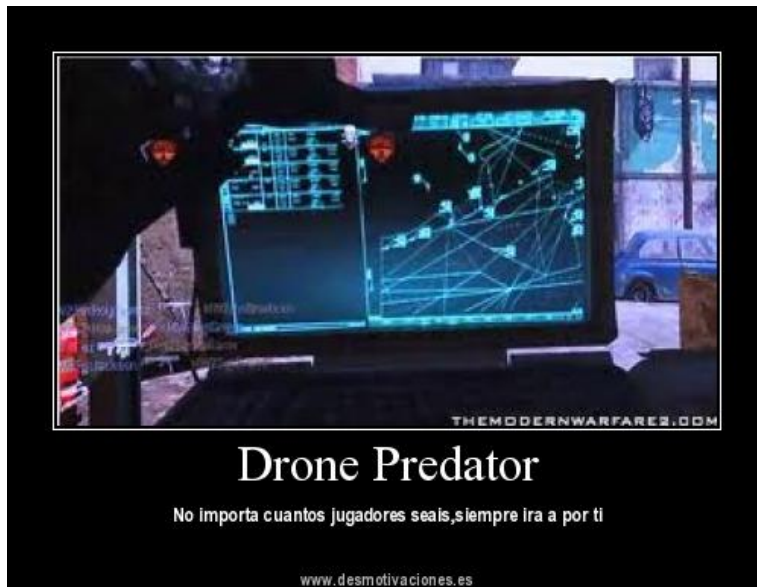 THEMODERNWARFARE2.COM
Drone Predator
No importa cuantos jugadores seais,siempre ira a por ti
www.desmotivaciones.es